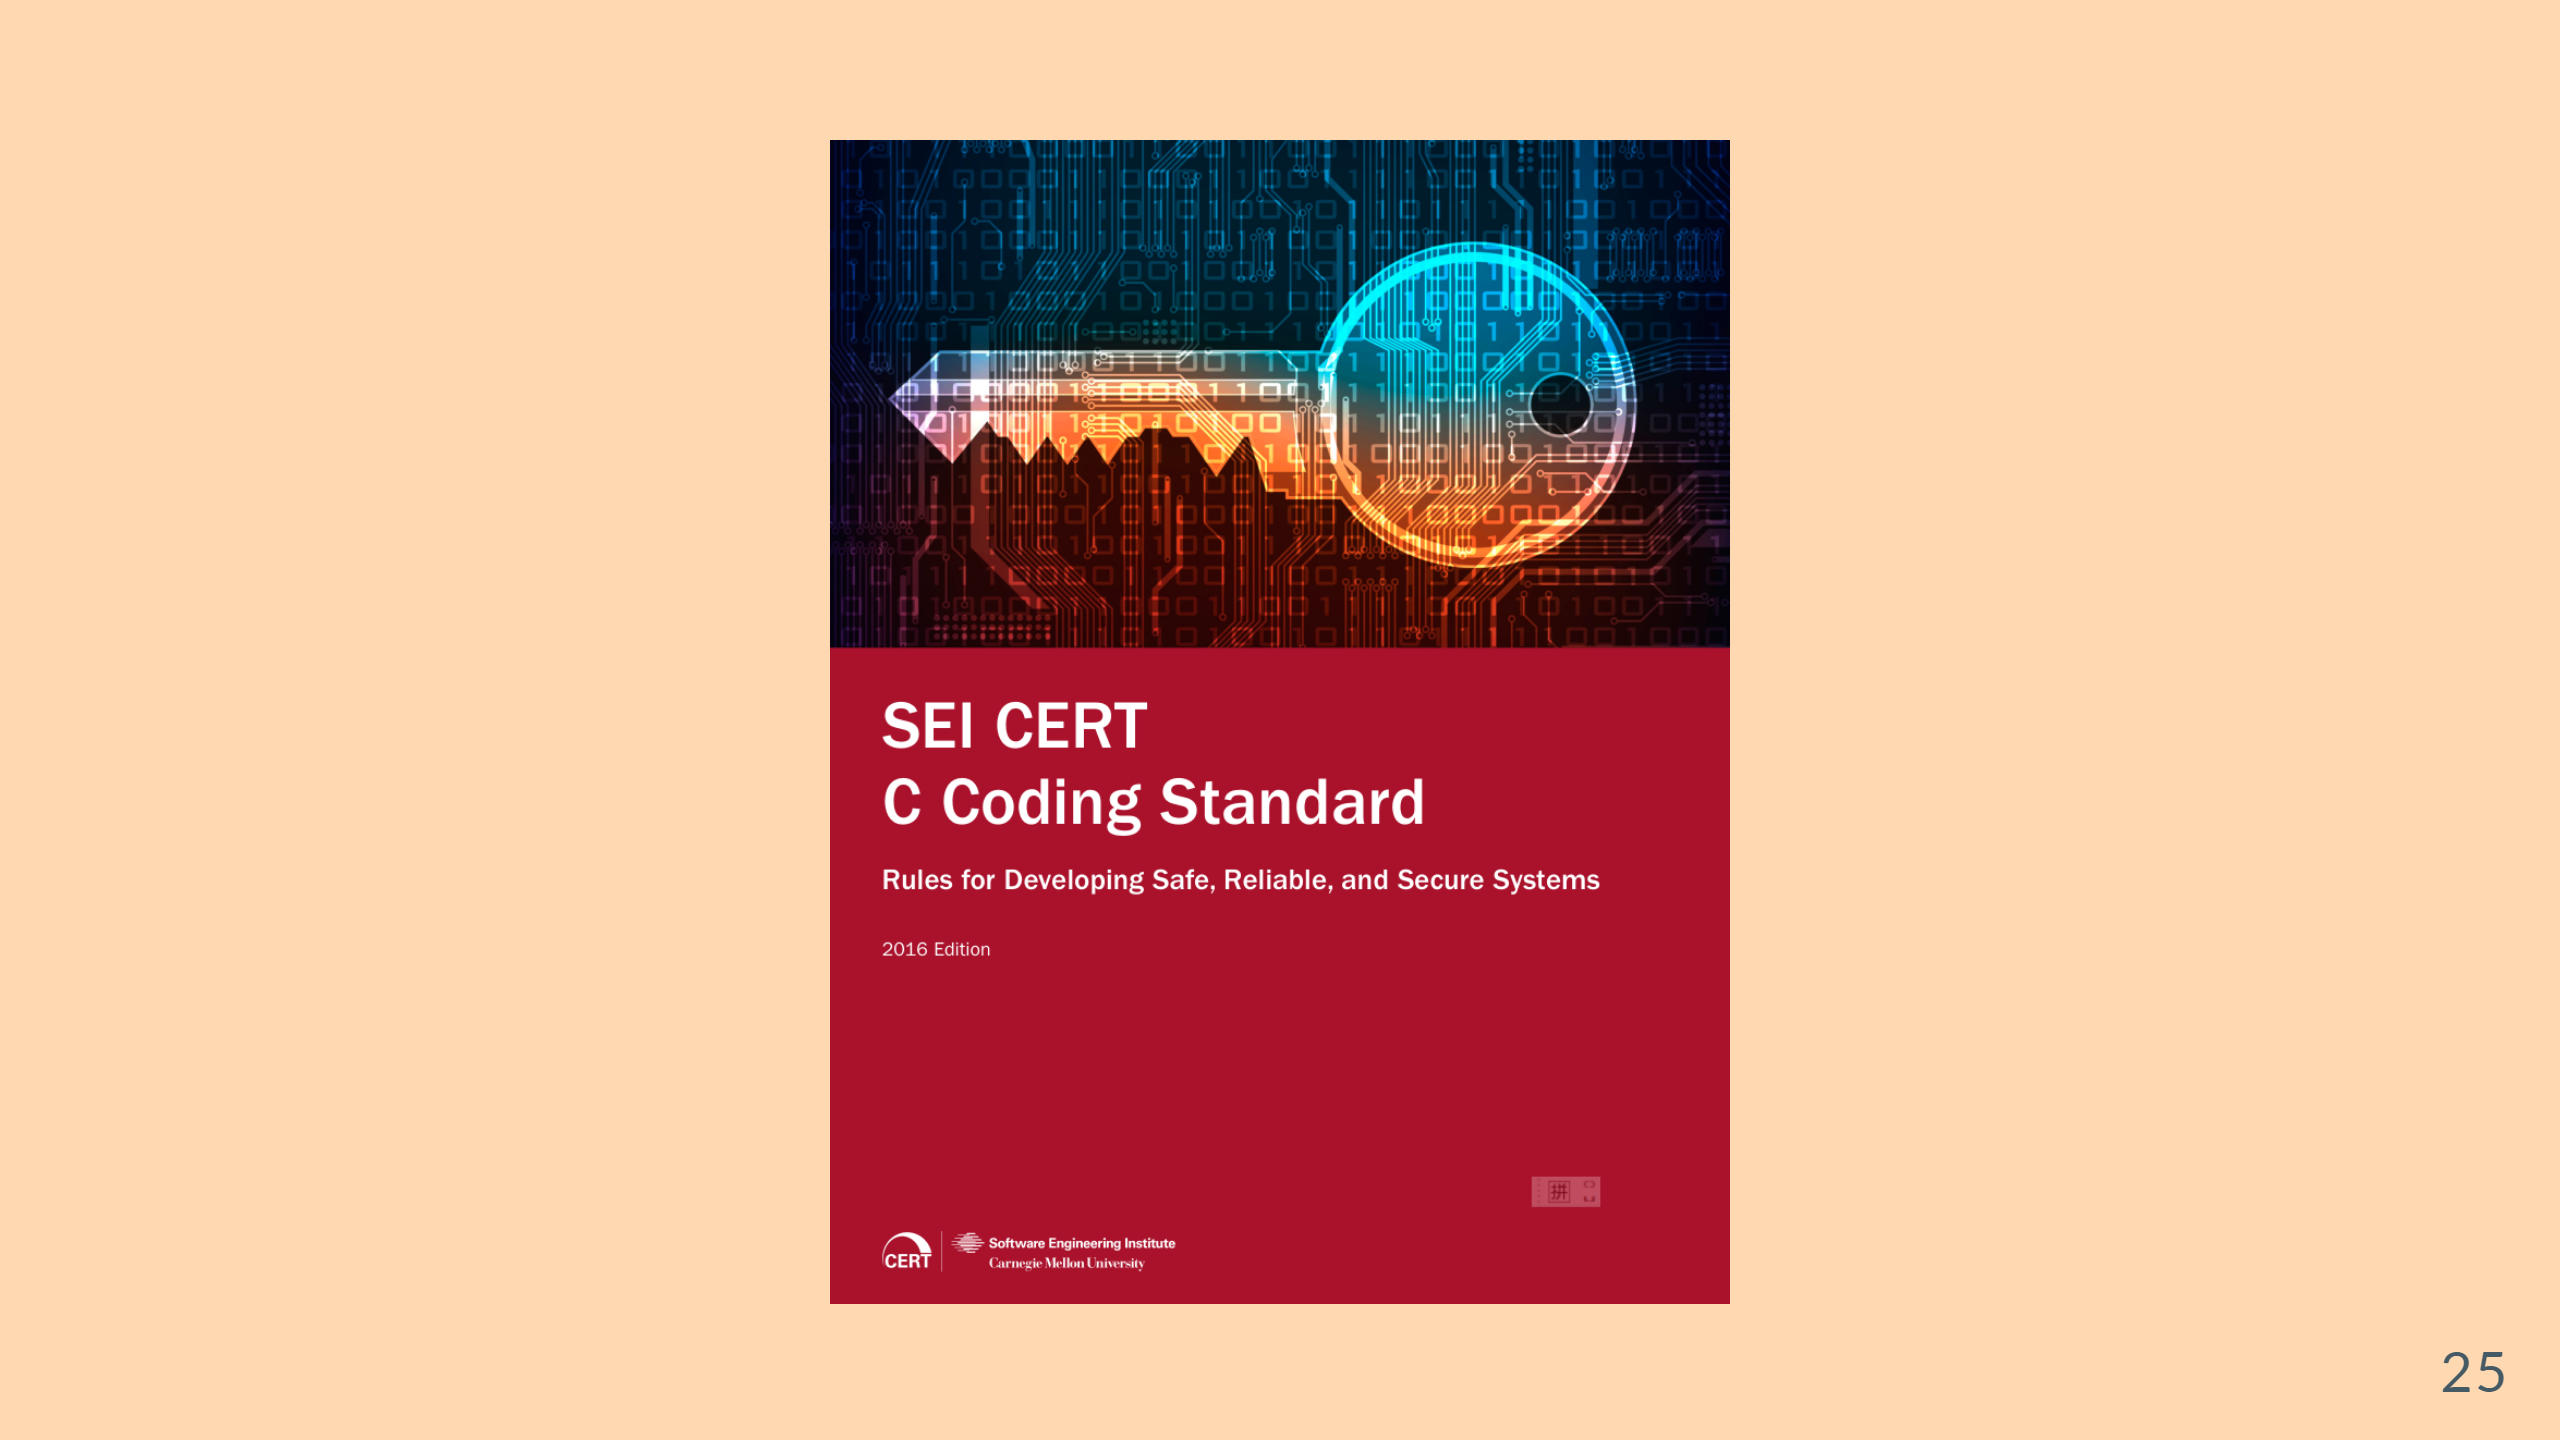 SEI CERT
C Coding Standard
Rules for Developing Safe, Reliable, and Secure Systems
2016 Edition
拼
CERT
Software Engineering Institute
Carnegie Mellon University
25